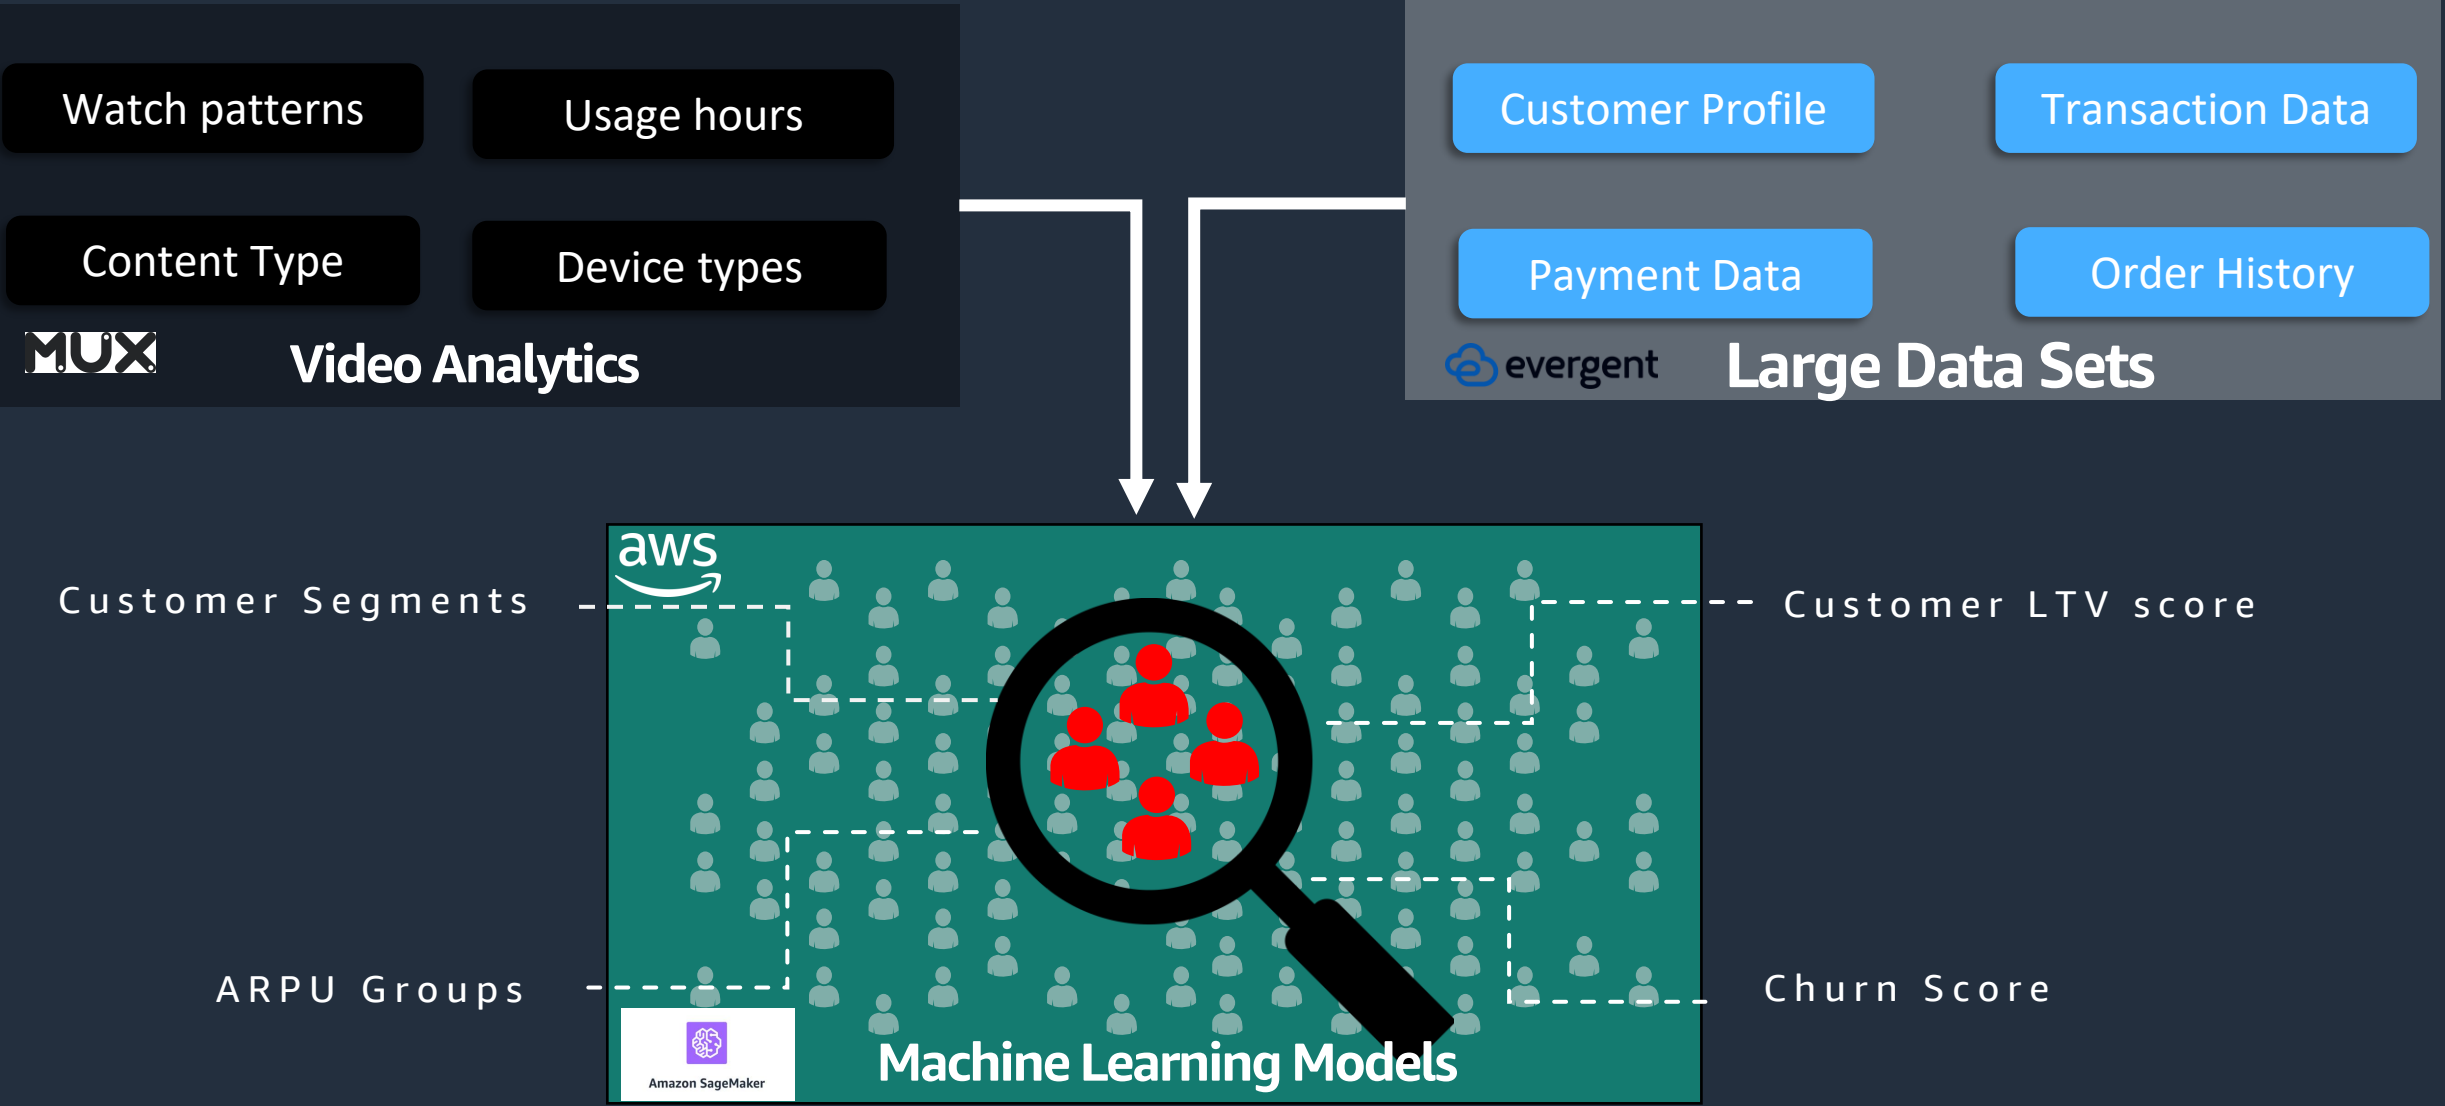 Watch patterns
Usage hours
Content Type
Device types
MUX
Video Analytics
Customer Profile
Transaction Data
Payment Data
Order History
evergent
Large Data Sets
aws
Customer Segments
Customer LTV score
ARPU Groups
Churn Score
Amazon SageMaker
Machine Learning Models